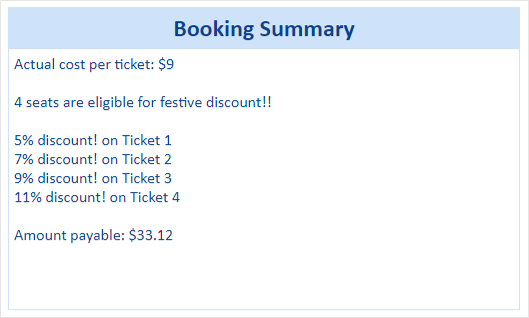 Booking Summary
Actual cost per ticket: $9
4 seats are eligible for festive discount!!
5% discount! on Ticket 1
7% discount! on Ticket 2
9% discount! on Ticket 3
11% discount! on Ticket 4
Amount payable: $33.12